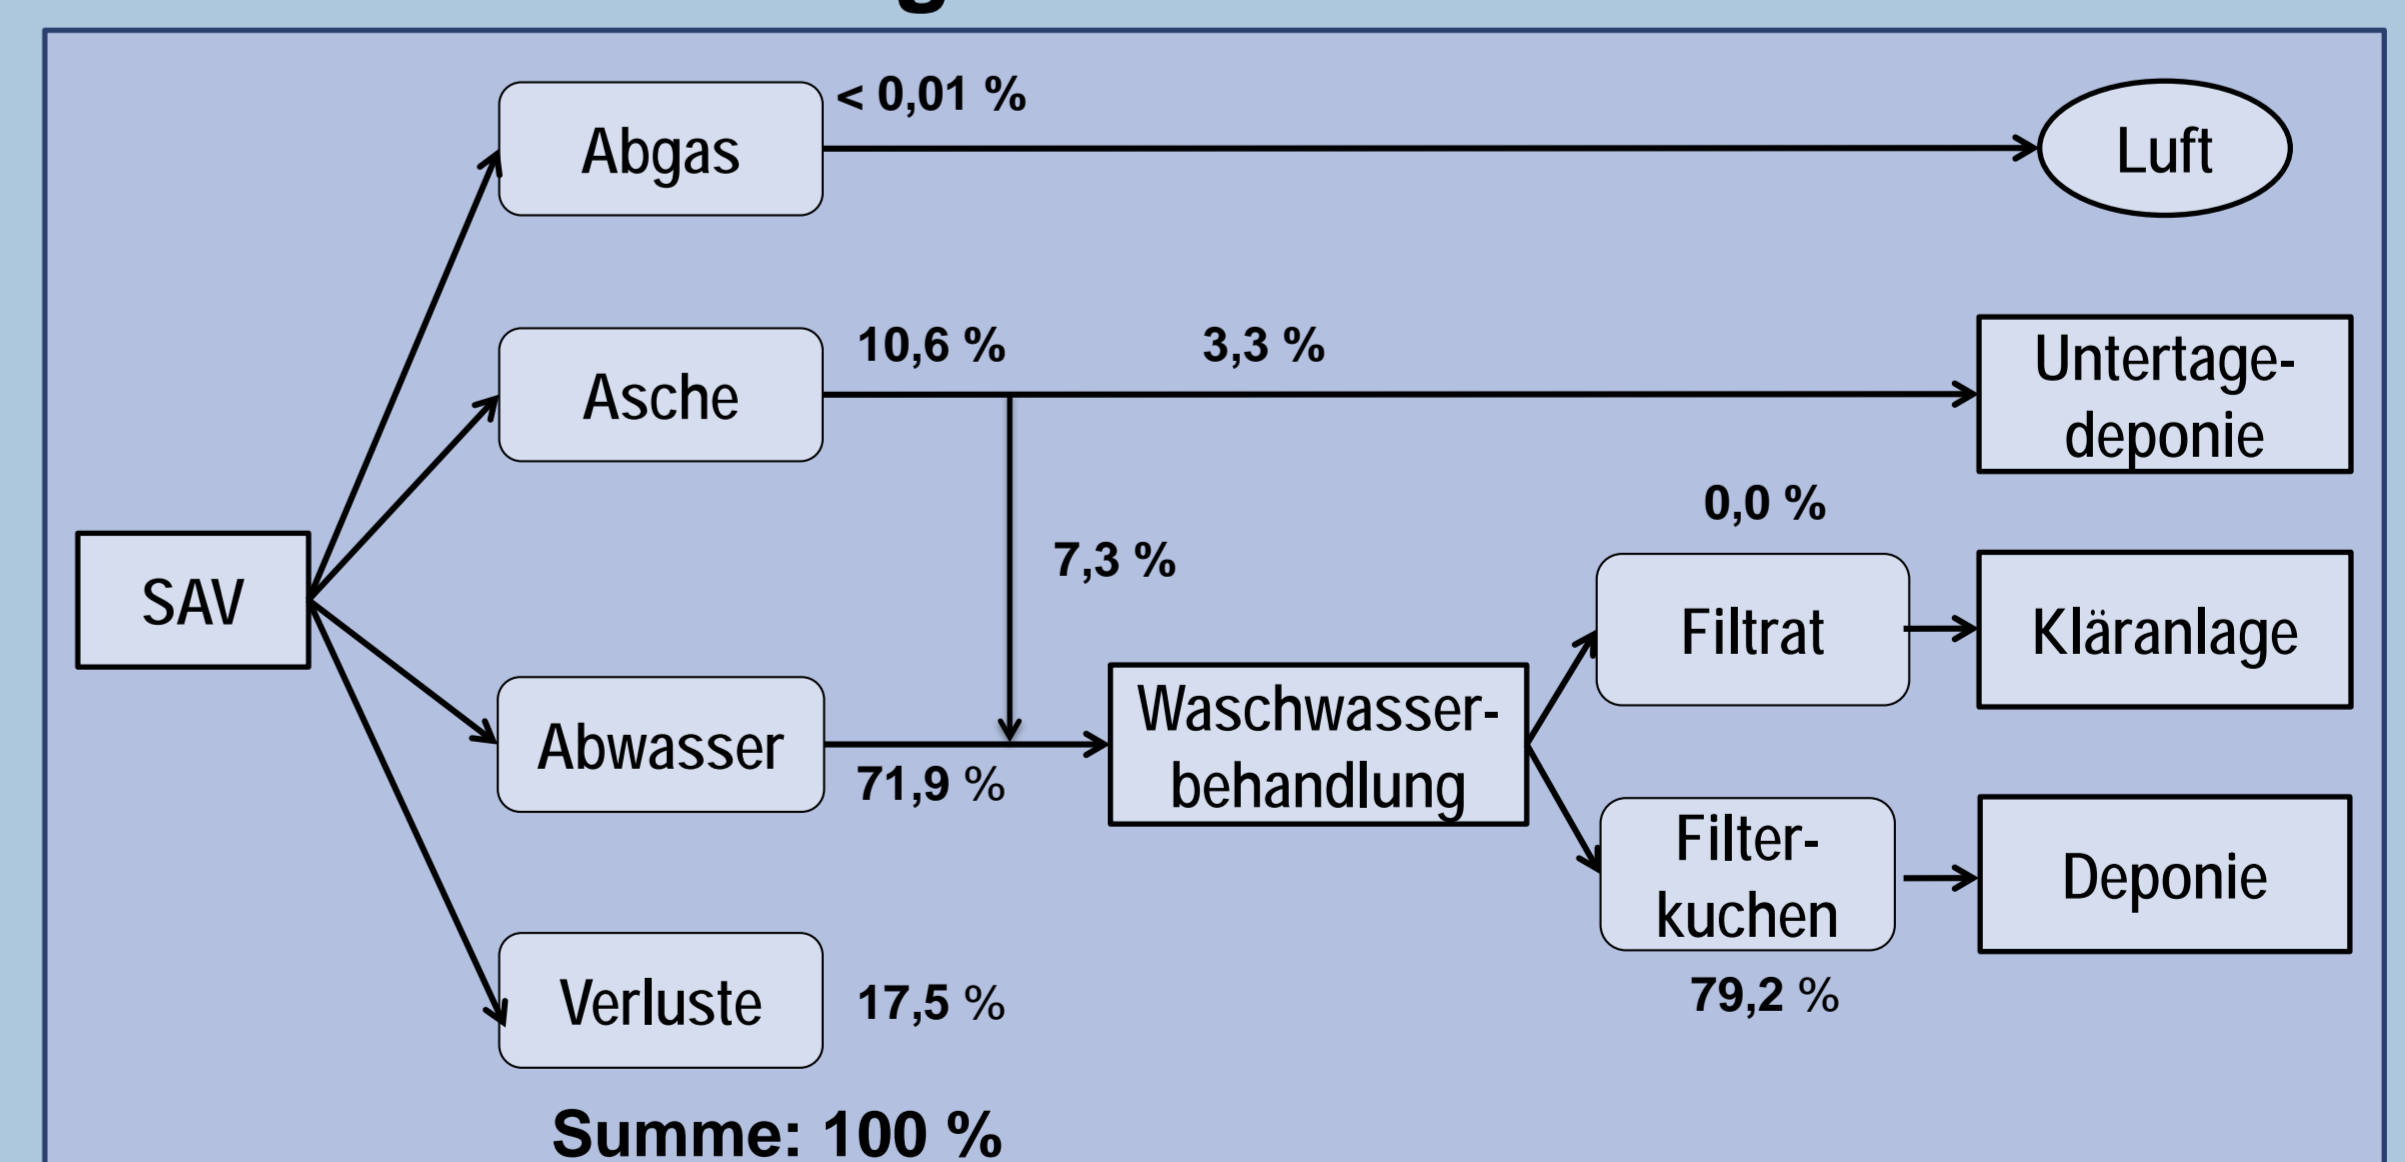 Abgas
< 0,01 %
Luft
Asche
10,6 %
3,3 %
Untertage-
deponie
7,3 %
0,0 %
SAV
Filtrat
Kläranlage
Abwasser
71,9 %
Waschwasser-
behandlung
Filter-
kuchen
79,2 %
Deponie
Verluste
17,5 %
Summe: 100 %